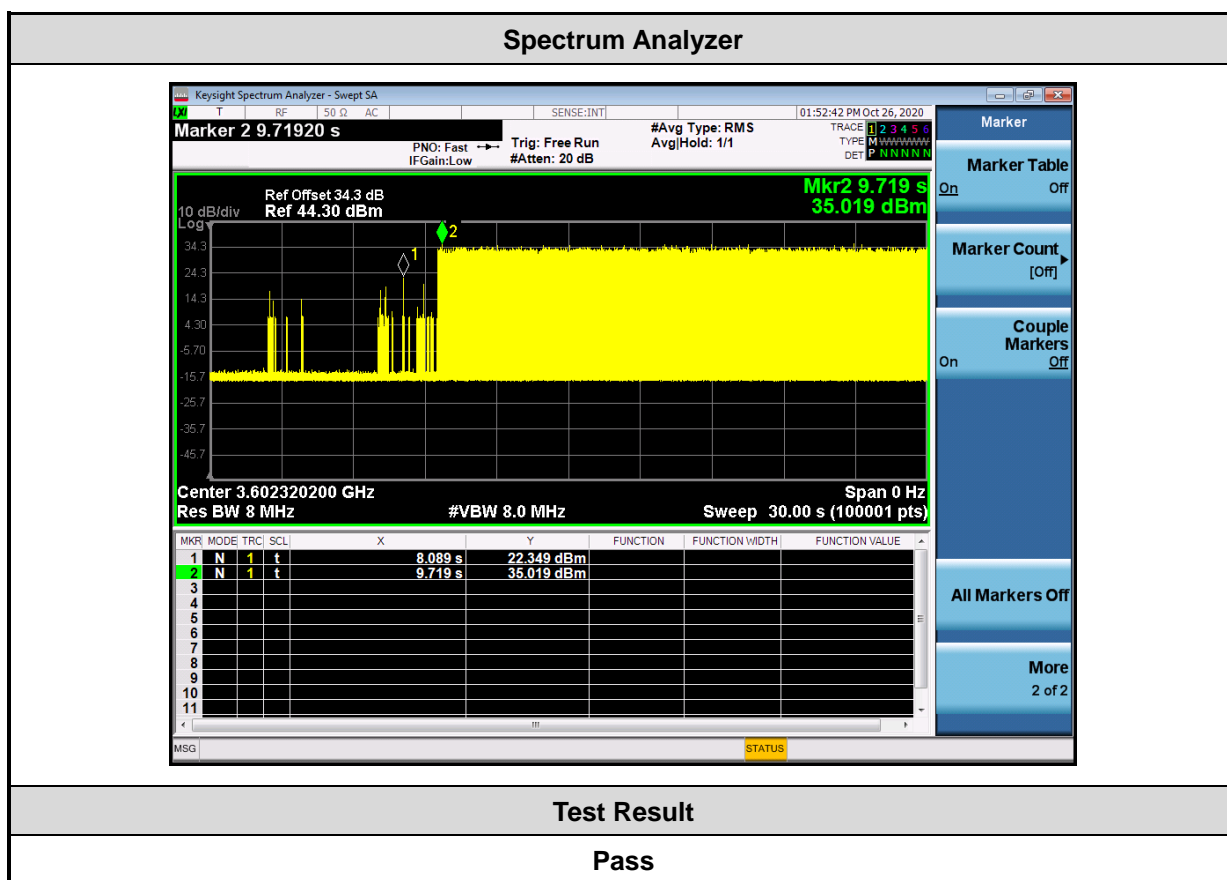 Spectrum Analyzer
Keysight Spectrum Analyzer - Swept SA
LXI T RF 50 Ω AC SENSE:INT 01:52:42 PM Oct 26, 2020
Marker 2 9.71920 s
PNO: Fast
IFGain:Low
Trig: Free Run
#Atten: 20 dB
#Avg Type: RMS
Avg|Hold: 1/1
TRACE 1 2 3 4 5 6
TYPE M WWWWW
DET P N N N N N
Marker
Marker Table
On Off
Marker Count
[Off]
Couple
Markers
On Off
All Markers Off
More
2 of 2
Mkr2 9.719 s
35.019 dBm
Ref Offset 34.3 dB
10 dB/div Ref 44.30 dBm
Log
34.3
24.3
14.3
4.30
-5.70
-15.7
-25.7
-35.7
-45.7
1
2
Center 3.602320200 GHz Span 0 Hz
Res BW 8 MHz #VBW 8.0 MHz Sweep 30.00 s (100001 pts)
MKR MODE TRC SCL X Y FUNCTION FUNCTION WIDTH FUNCTION VALUE
1 N 1 t 8.089 s 22.349 dBm
2 N 1 t 9.719 s 35.019 dBm
3
4
5
6
7
8
9
10
11
MSG STATUS
Test Result
Pass